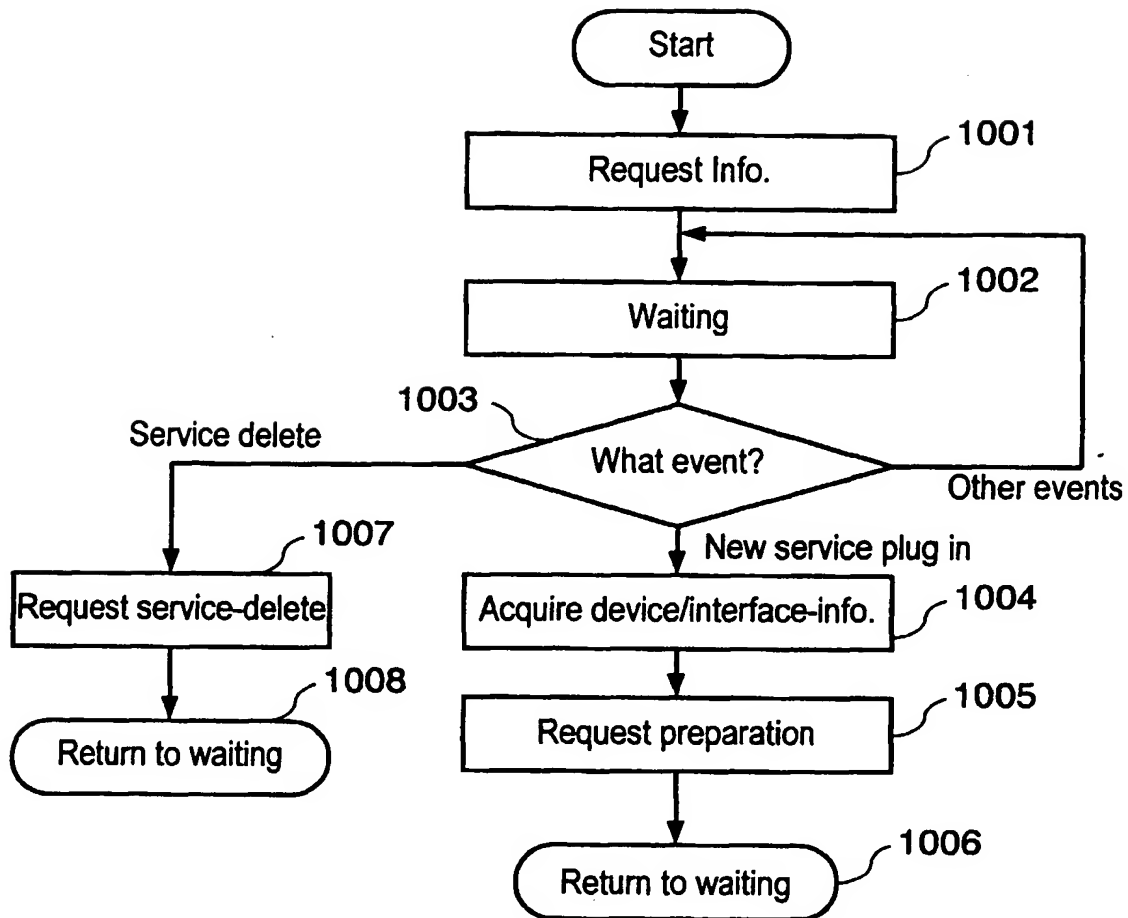 Start
1001
Request Info.
1002
Waiting
1003
Service delete
What event?
Other events
1007
New service plug in
Request service-delete
Acquire device/interface-info.
1004
1008
1005
Return to waiting
Request preparation
1006
Return to waiting